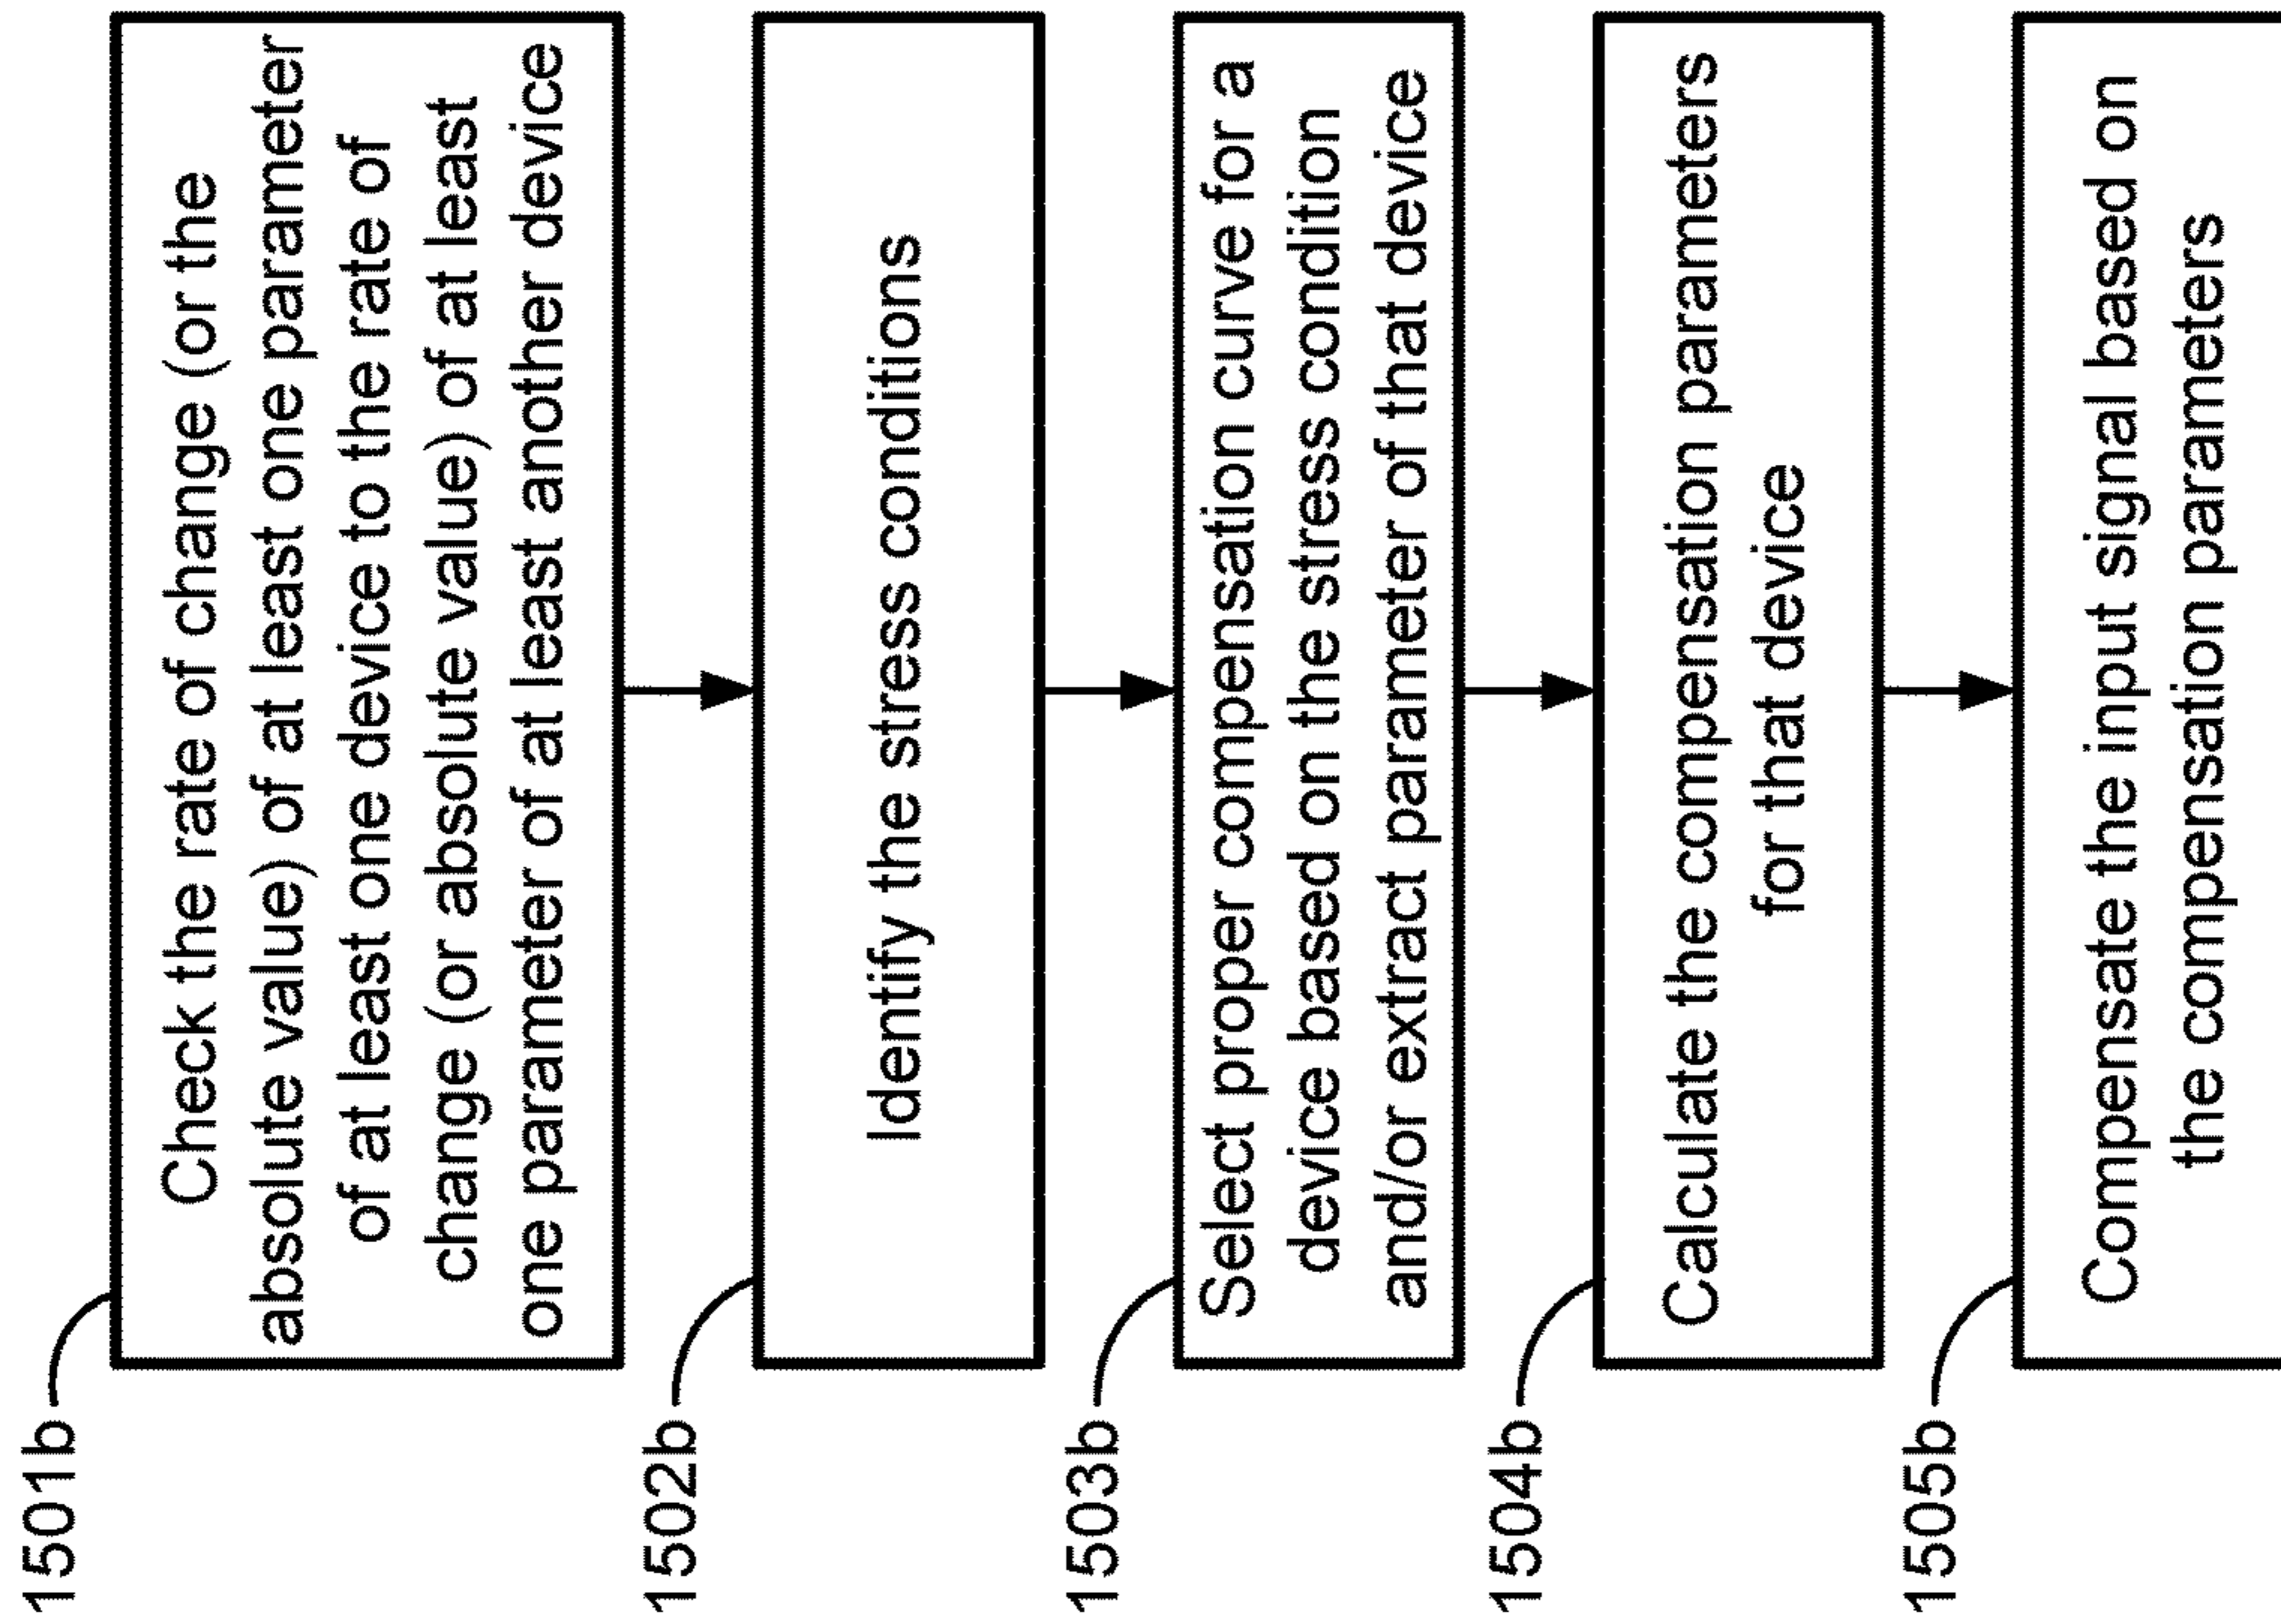 1501b
Check the rate of change (or the
absolute value) of at least one parameter
of at least one device to the rate of
change (or absolute value) of at least
one parameter of at least another device
1502b
Identify the stress conditions
1503b
Select proper compensation curve for a
device based on the stress condition
and/or extract parameter of that device
1504b
Calculate the compensation parameters
for that device
1505b
Compensate the input signal based on
the compensation parameters